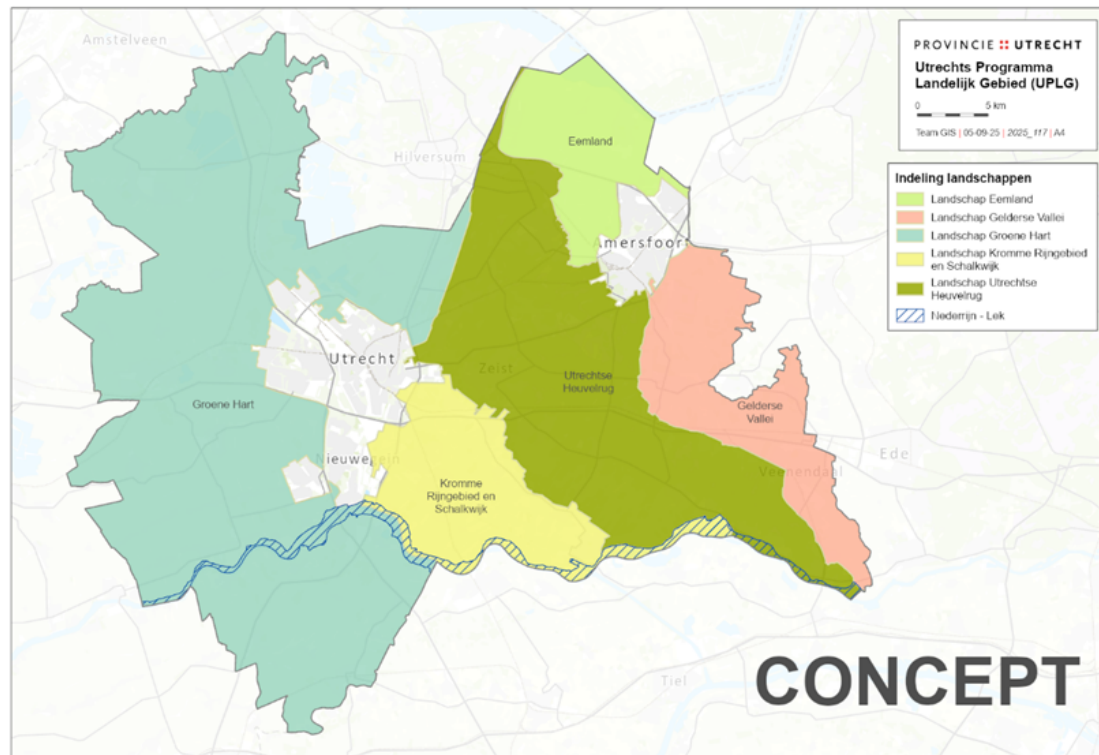 Amstelveen
Hilversum
Eemland
Amersfoort
Utrecht
Zeist
Utrechtse
Heuvelrug
Groene Hart
Gelderse
Vallei
Ede
Nieuwegein
Veenendaal
Kromme
Rijngebied en
Schalkwijk
Tiel
CONCEPT
PROVINCIE UTRECHT
Utrechts Programma
Landelijk Gebied (UPLG)
0 5 km
Team GIS | 05-09-25 | 2025_117 | A4
Indeling landschappen
Landschap Eemland
Landschap Gelderse Vallei
Landschap Groene Hart
Landschap Kromme Rijngebied
en Schalkwijk
Landschap Utrechtse
Heuvelrug
Nederrijn - Lek